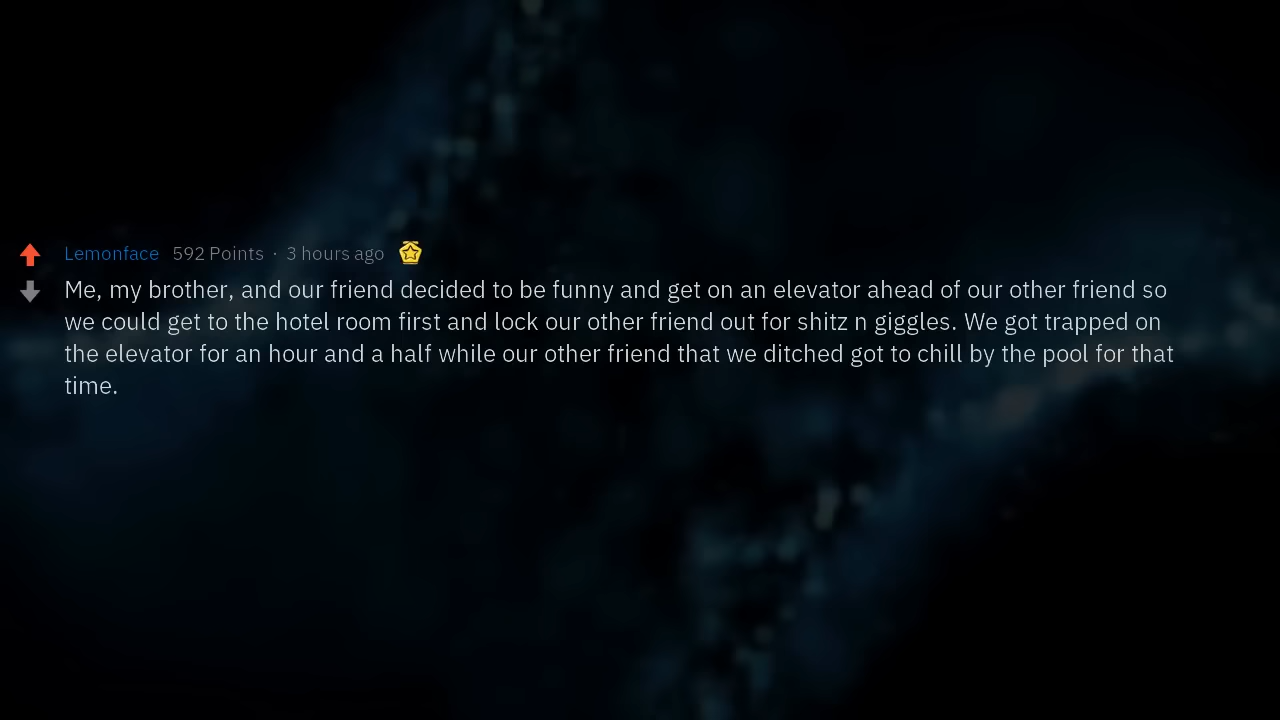 Lemonface 592 Points · 3 hours ago
Me, my brother, and our friend decided to be funny and get on an elevator ahead of our other friend so
we could get to the hotel room first and lock our other friend out for shitz n giggles. We got trapped on
the elevator for an hour and a half while our other friend that we ditched got to chill by the pool for that
time.